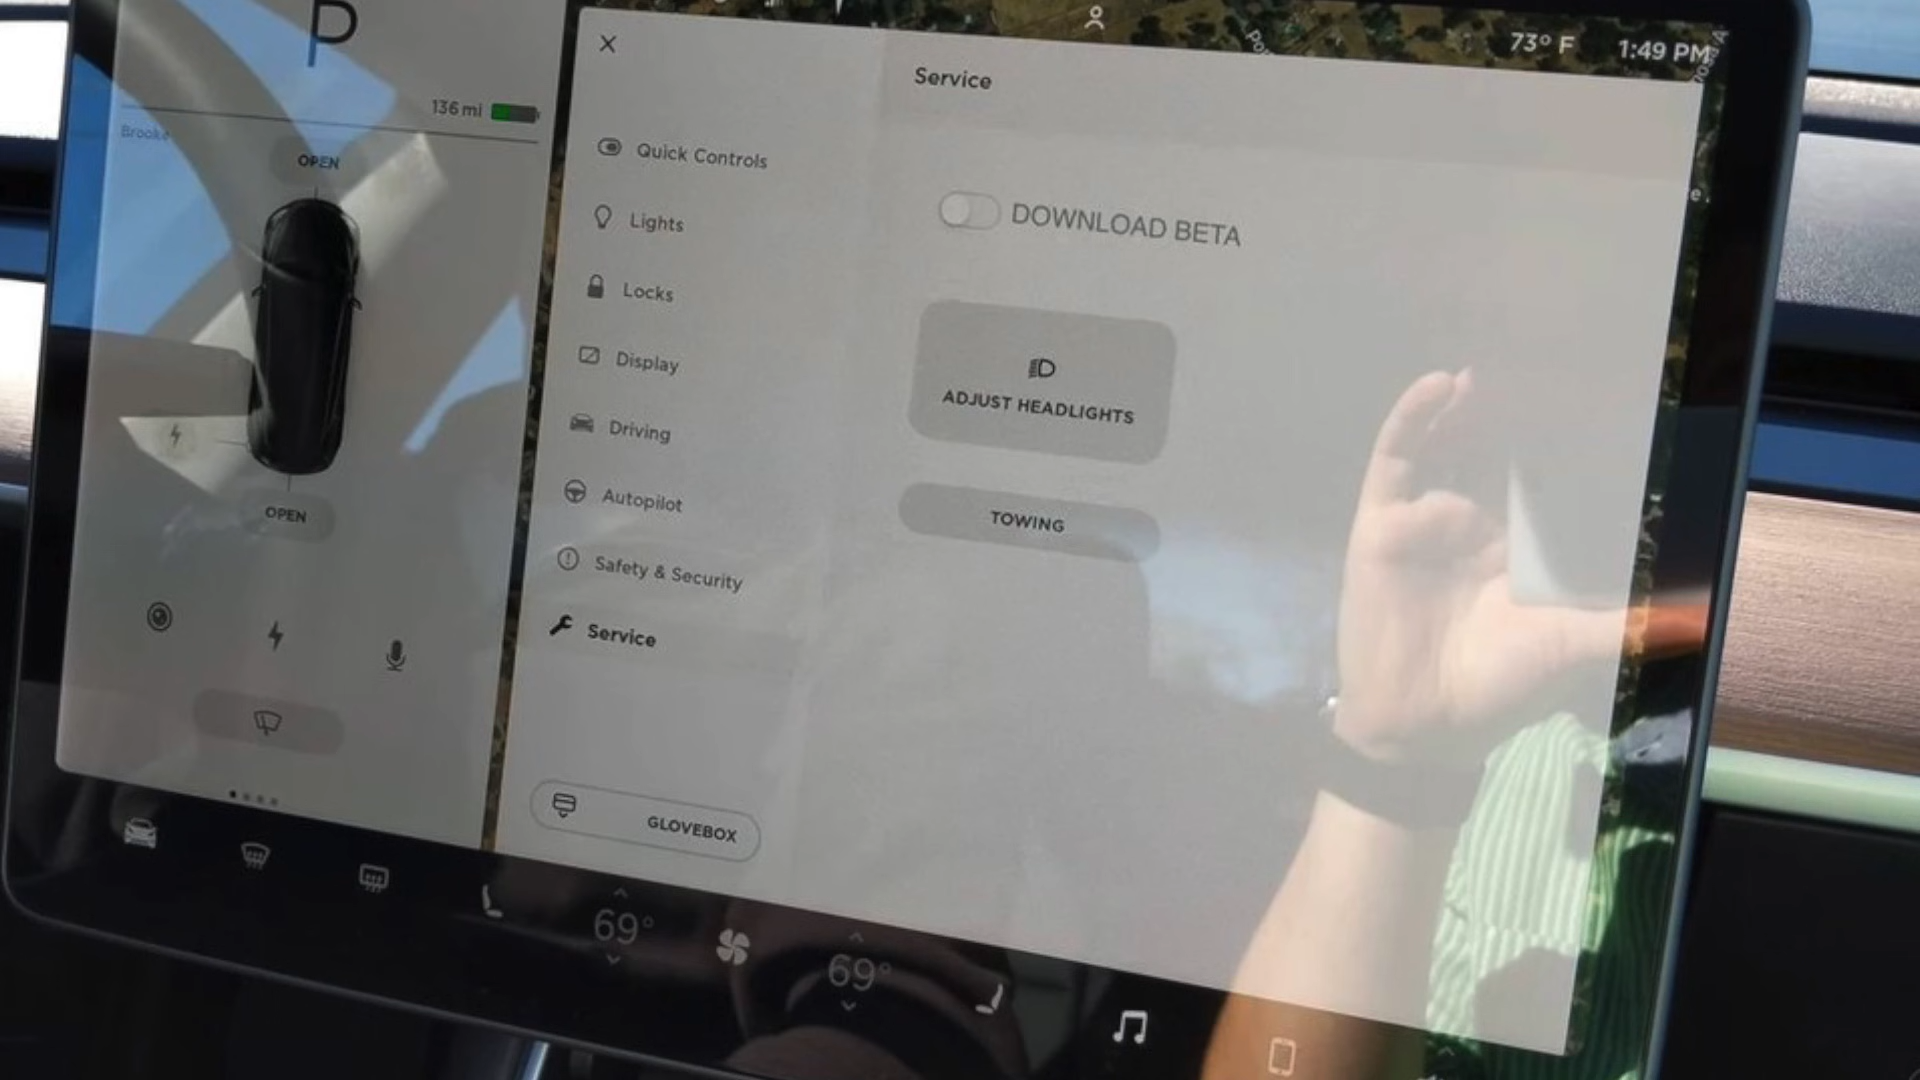 P
136 mi
Brooke
OPEN
OPEN
73° F
1:49 PM
Service
Quick Controls
Lights
Locks
Display
Driving
Autopilot
Safety & Security
Service
GLOVEBOX
DOWNLOAD BETA
ADJUST HEADLIGHTS
TOWING
69°
69°